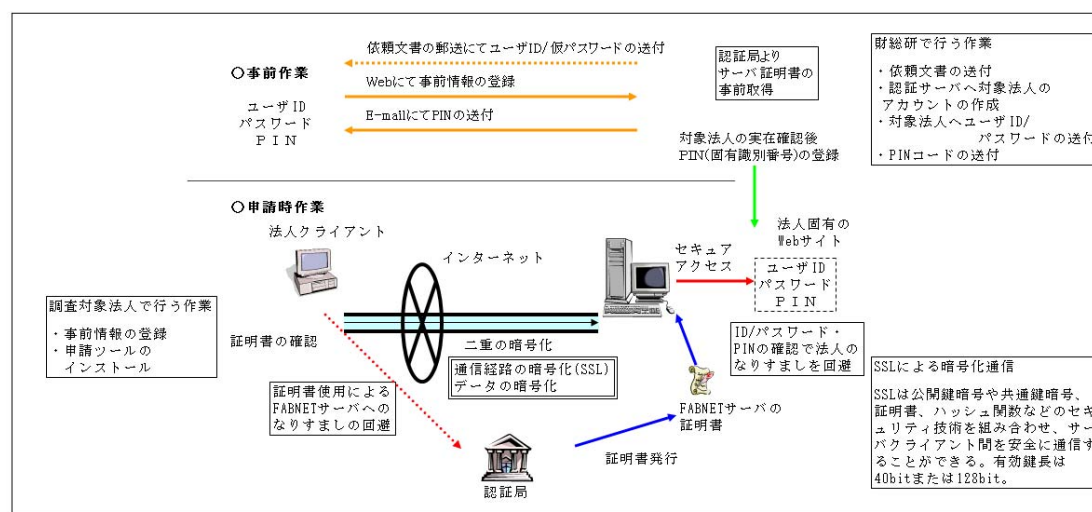 依頼文書の郵送にてユーザID/仮パスワードの送付
○事前作業
Webにて事前情報の登録
ユーザID
パスワード
PIN
E-mailにてPINの送付
認証局より
サーバ証明書の
事前取得
財総研で行う作業
・依頼文書の送付
・認証サーバへ対象法人の
アカウントの作成
・対象法人へユーザID/
パスワードの送付
・PINコードの送付
対象法人の実在確認後
PIN(固有識別番号)の登録
○申請時作業
法人クライアント
インターネット
セキュア
アクセス
法人固有の
Webサイト
ユーザID
パスワード
PIN
調査対象法人で行う作業
・事前情報の登録
・申請ツールの
インストール
証明書の確認
二重の暗号化
通信経路の暗号化(SSL)
データの暗号化
ID/パスワード・
PINの確認で法人の
なりすましを回避
証明書使用による
FABNETサーバへの
なりすましの回避
FABNETサーバの
証明書
証明書発行
認証局
SSLによる暗号化通信
SSLは公開鍵暗号や共通鍵暗号、
証明書、ハッシュ関数などのセキ
ュリティ技術を組み合わせ、サー
バクライアント間を安全に通信す
ることができる。有効鍵長は
40bitまたは128bit。